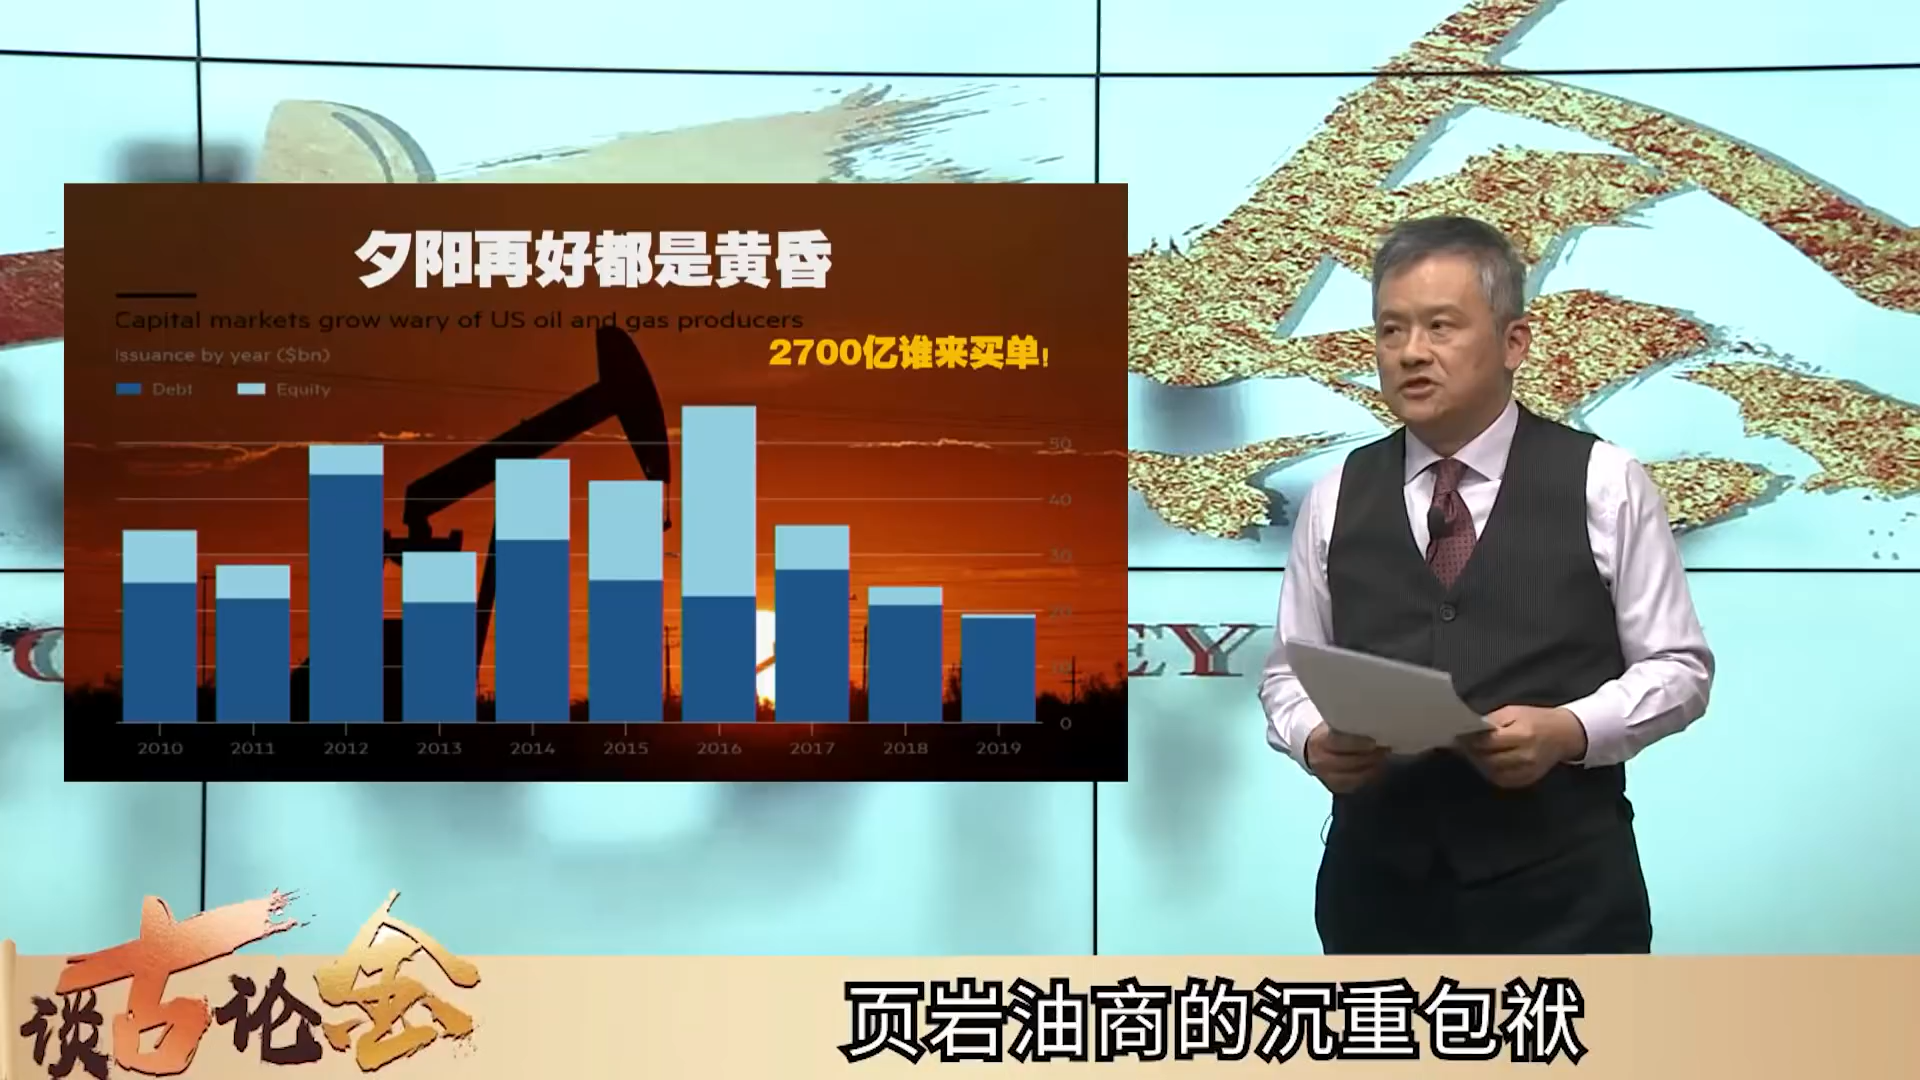 夕阳再好都是黄昏
Capital markets grow wary of US oil and gas producers
Issuance by year ($bn)
2700亿谁来买单!
Debt Equity
50
40
30
20
10
0
2010 2011 2012 2013 2014 2015 2016 2017 2018 2019
EY
谈古论金
页岩油商的沉重包袱